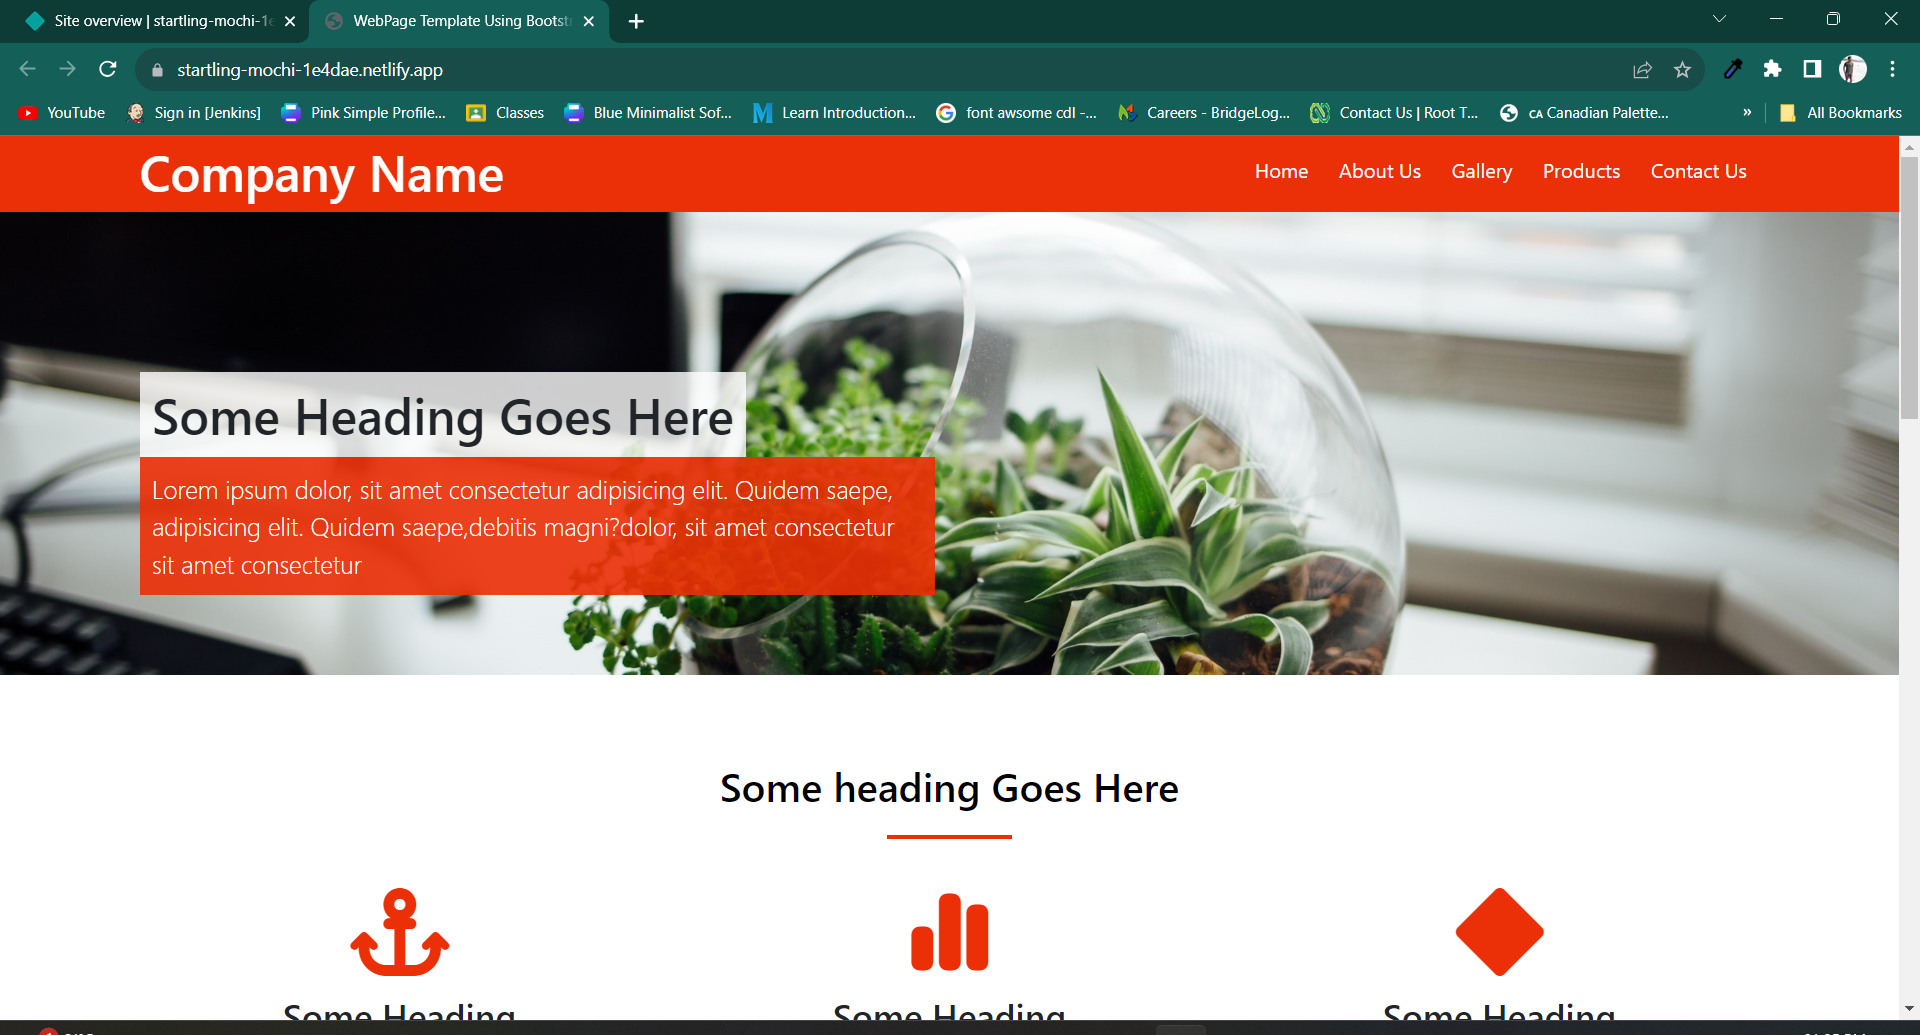 Site overview | startling-mochi-1e
WebPage Template Using Bootst
startling-mochi-1e4dae.netlify.app
YouTube
Sign in [Jenkins]
Pink Simple Profile...
Classes
Blue Minimalist Sof...
Learn Introduction...
font awsome cdl -...
Careers - BridgeLog...
Contact Us | Root T...
CA Canadian Palette...
»
All Bookmarks
Company Name
Home
About Us
Gallery
Products
Contact Us
Some Heading Goes Here
Lorem ipsum dolor, sit amet consectetur adipisicing elit. Quidem saepe,
adipisicing elit. Quidem saepe,debitis magni?dolor, sit amet consectetur
sit amet consectetur
Some heading Goes Here
Some Heading
Some Heading
Some Heading